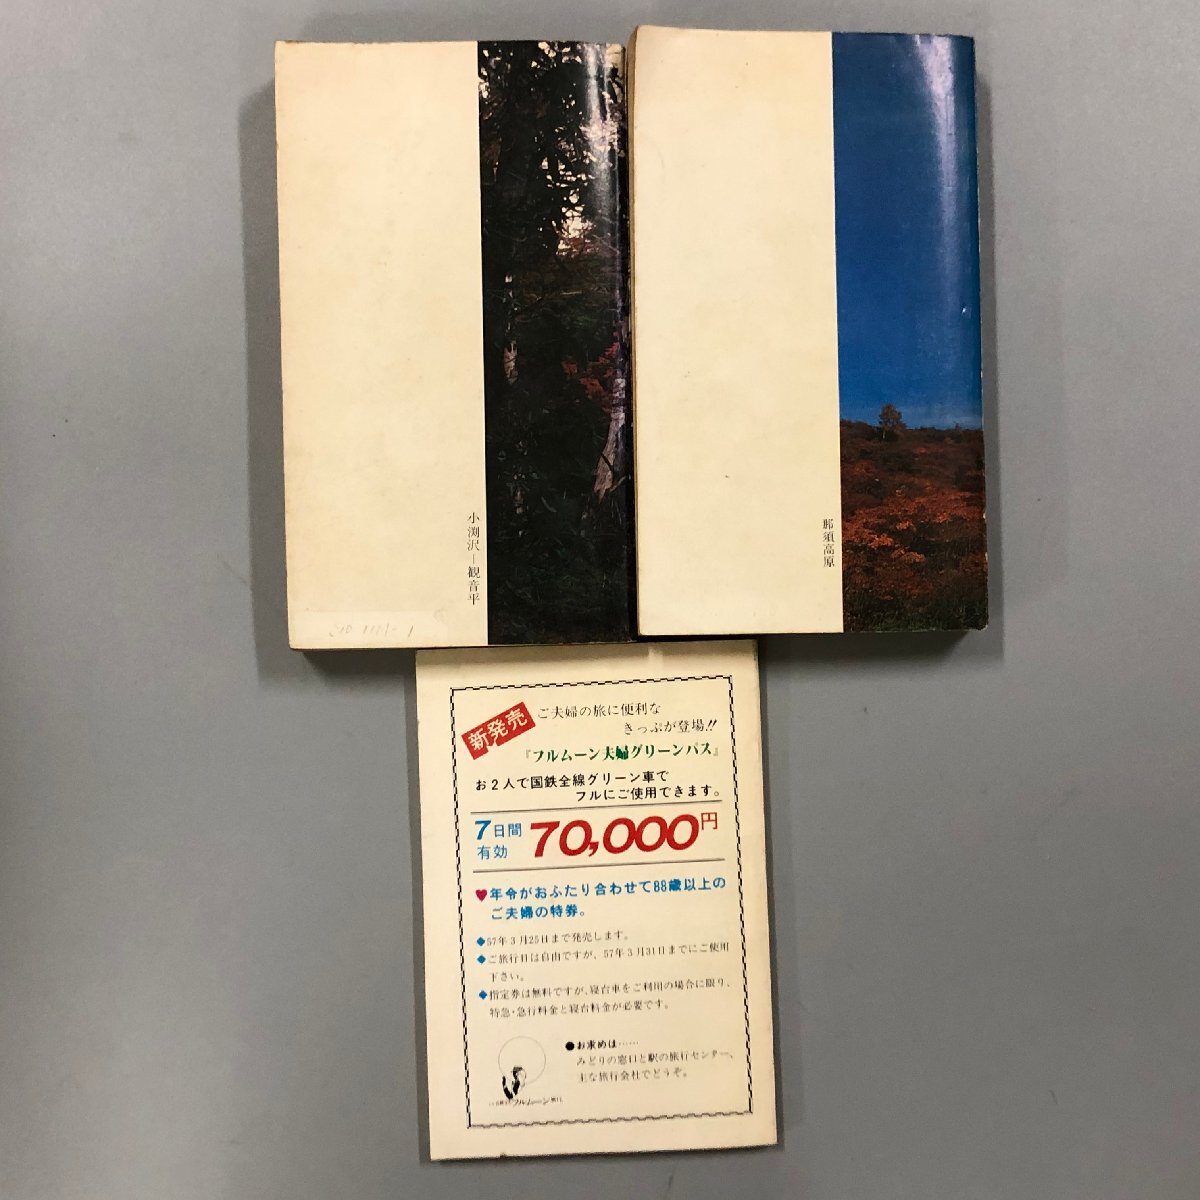 小渕沢―観音平
那須高原
新発売
ご夫婦の旅に便利な
きっぷが登場!!
『フルムーン夫婦グリーンパス』
お2人で国鉄全線グリーン車で
フルにご使用できます。
7日間
有効
70,000円
♥年令がおふたり合わせて88歳以上の
ご夫婦の特券。
◆57年3月25日まで発売します。
◆ご旅行日は自由ですが、57年3月31日までにご使用
下さい。
◆指定券は無料ですが、寝台車をご利用の場合に限り、
特急・急行料金と寝台料金が必要です。
●お求めは……
みどりの窓口と駅の旅行センター、
主な旅行会社でどうぞ。
フルムーン